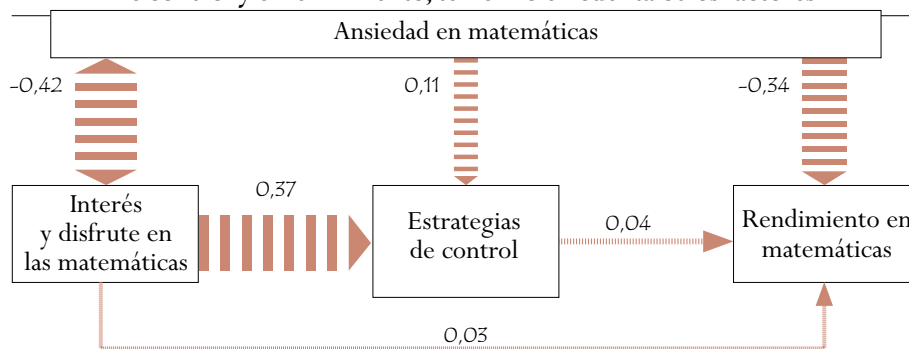 Ansiedad en matemáticas
-0,42
0,11
-0,34
Interés
y disfrute en
las matemáticas
0,37
Estrategias
de control
0,04
Rendimiento en
matemáticas
0,03